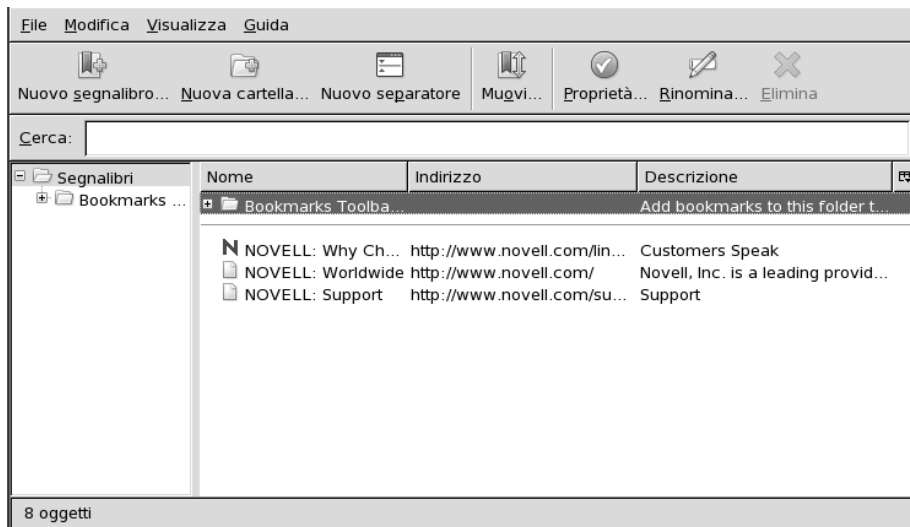 File Modifica Visualizza Guida
Nuovo segnalibro... Nuova cartella... Nuovo separatore Muovi... Proprietà... Rinomina... Elimina
Cerca:
Segnalibri
Bookmarks ...
Nome Indirizzo Descrizione
Bookmarks Toolba... Add bookmarks to this folder t...
N NOVELL: Why Ch... http://www.novell.com/lin... Customers Speak
NOVELL: Worldwide http://www.novell.com/ Novell, Inc. is a leading provid...
NOVELL: Support http://www.novell.com/su... Support
8 oggetti